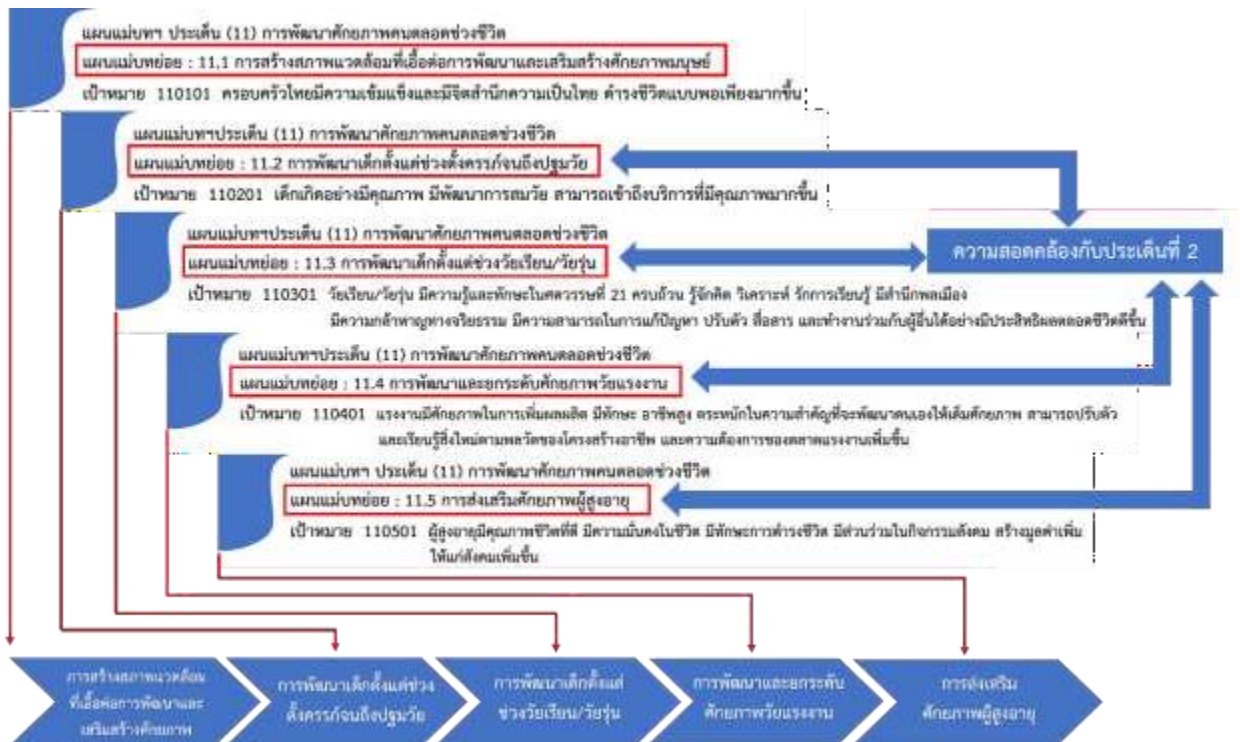 แผนแม่บทฯ ประเด็น (11) การพัฒนาศักยภาพคนตลอดช่วงชีวิต
แผนแม่บทย่อย : 11.1 การสร้างสภาพแวดล้อมที่เอื้อต่อการพัฒนาและเสริมสร้างศักยภาพมนุษย์
เป้าหมาย 110101 ครอบครัวไทยมีความเข้มแข็งและมีจิตสำนึกความเป็นไทย ดำรงชีวิตแบบพอเพียงมากขึ้น
แผนแม่บทฯประเด็น (11) การพัฒนาศักยภาพคนตลอดช่วงชีวิต
แผนแม่บทย่อย : 11.2 การพัฒนาเด็กตั้งแต่ช่วงตั้งครรภ์จนถึงปฐมวัย
เป้าหมาย 110201 เด็กเกิดอย่างมีคุณภาพ มีพัฒนาการสมวัย สามารถเข้าถึงบริการที่มีคุณภาพมากขึ้น
แผนแม่บทฯประเด็น (11) การพัฒนาศักยภาพคนตลอดช่วงชีวิต
แผนแม่บทย่อย : 11.3 การพัฒนาเด็กตั้งแต่ช่วงวัยเรียน/วัยรุ่น
ความสอดคล้องกับประเด็นที่ 2
เป้าหมาย 110301 วัยเรียน/วัยรุ่น มีความรู้และทักษะในศตวรรษที่ 21 ครบถ้วน รู้จักคิด วิเคราะห์ รักการเรียนรู้ มีสำนึกพลเมือง
มีความกล้าหาญทางจริยธรรม มีความสามารถในการแก้ปัญหา ปรับตัว สื่อสาร และทำงานร่วมกับผู้อื่นได้อย่างมีประสิทธิผลตลอดชีวิตดีขึ้น
แผนแม่บทฯประเด็น (11) การพัฒนาศักยภาพคนตลอดช่วงชีวิต
แผนแม่บทย่อย : 11.4 การพัฒนาและยกระดับศักยภาพวัยแรงงาน
เป้าหมาย 110401 แรงงานมีศักยภาพในการเพิ่มผลผลิต มีทักษะ อาชีพสูง ตระหนักในความสำคัญที่จะพัฒนาตนเองให้เต็มศักยภาพ สามารถปรับตัว
และเรียนรู้สิ่งใหม่ตามพลวัตของโครงสร้างอาชีพ และความต้องการของตลาดแรงงานเพิ่มขึ้น
แผนแม่บทฯ ประเด็น (11) การพัฒนาศักยภาพคนตลอดช่วงชีวิต
แผนแม่บทย่อย : 11.5 การส่งเสริมศักยภาพผู้สูงอายุ
เป้าหมาย 110501 ผู้สูงอายุมีคุณภาพชีวิตที่ดี มีความมั่นคงในชีวิต มีทักษะการดำรงชีวิต มีส่วนร่วมในกิจกรรมสังคม สร้างมูลค่าเพิ่ม
ให้แก่สังคมเพิ่มขึ้น
การสร้างสภาพแวดล้อม
ที่เอื้อต่อการพัฒนาและ
เสริมสร้างศักยภาพ
การพัฒนาเด็กตั้งแต่ช่วง
ตั้งครรภ์จนถึงปฐมวัย
การพัฒนาเด็กตั้งแต่
ช่วงวัยเรียน/วัยรุ่น
การพัฒนาและยกระดับ
ศักยภาพวัยแรงงาน
การส่งเสริม
ศักยภาพผู้สูงอายุ